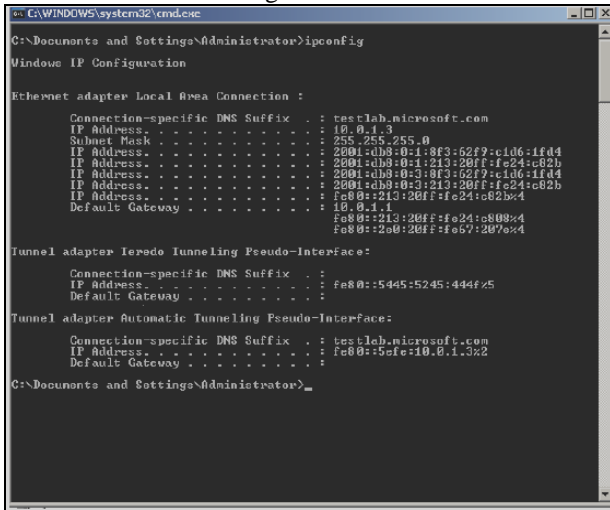 C:\WINDOWS\system32\cmd.exe
C:\Documents and Settings\Administrator>ipconfig
Windows IP Configuration
Ethernet adapter Local Area Connection :
Connection-specific DNS Suffix . : testlab.microsoft.com
IP Address. . . . . . . . . . . . : 10.0.1.3
Subnet Mask . . . . . . . . . . . : 255.255.255.0
IP Address. . . . . . . . . . . . : 2001:db8:0:1:8f3:62f9:c1d6:1fd4
IP Address. . . . . . . . . . . . : 2001:db8:0:1:213:20ff:fe24:c82b
IP Address. . . . . . . . . . . . : 2001:db8:0:3:8f3:62f9:c1d6:1fd4
IP Address. . . . . . . . . . . . : 2001:db8:0:3:213:20ff:fe24:c82b
IP Address. . . . . . . . . . . . : fe80::213:20ff:fe24:c82b%4
Default Gateway . . . . . . . . . : 10.0.1.1
fe80::213:20ff:fe24:c808%4
fe80::2e0:20ff:fe67:207e%4
Tunnel adapter Teredo Tunneling Pseudo-Interface:
Connection-specific DNS Suffix . :
IP Address. . . . . . . . . . . . : fe80::5445:5245:444f%5
Default Gateway . . . . . . . . . :
Tunnel adapter Automatic Tunneling Pseudo-Interface:
Connection-specific DNS Suffix . : testlab.microsoft.com
IP Address. . . . . . . . . . . . : fe80::5efe:10.0.1.3%2
Default Gateway . . . . . . . . . :
C:\Documents and Settings\Administrator>_